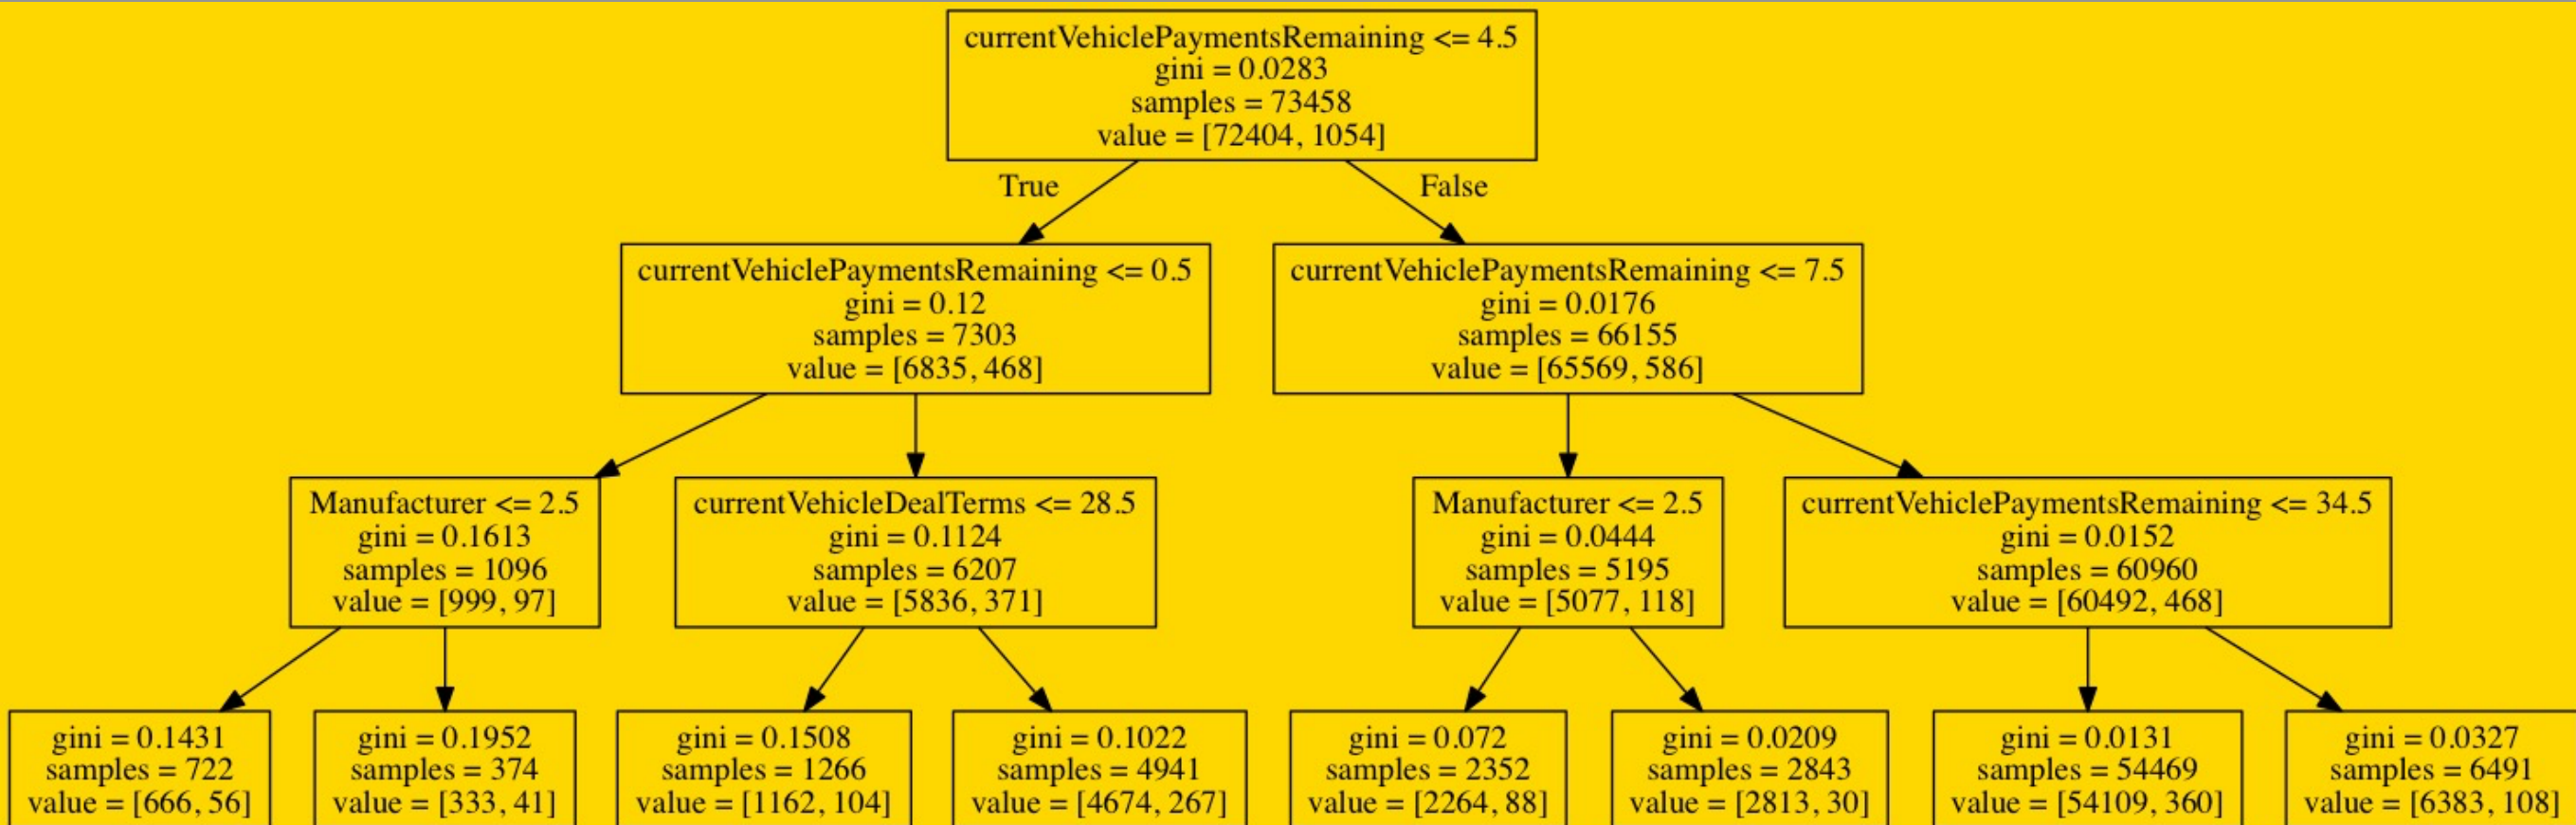 currentVehiclePaymentsRemaining <= 4.5
gini = 0.0283
samples = 73458
value = [72404, 1054]
True
False
currentVehiclePaymentsRemaining <= 0.5
gini = 0.12
samples = 7303
value = [6835, 468]
currentVehiclePaymentsRemaining <= 7.5
gini = 0.0176
samples = 66155
value = [65569, 586]
Manufacturer <= 2.5
gini = 0.1613
samples = 1096
value = [999, 97]
currentVehicleDealTerms <= 28.5
gini = 0.1124
samples = 6207
value = [5836, 371]
Manufacturer <= 2.5
gini = 0.0444
samples = 5195
value = [5077, 118]
currentVehiclePaymentsRemaining <= 34.5
gini = 0.0152
samples = 60960
value = [60492, 468]
gini = 0.1431
samples = 722
value = [666, 56]
gini = 0.1952
samples = 374
value = [333, 41]
gini = 0.1508
samples = 1266
value = [1162, 104]
gini = 0.1022
samples = 4941
value = [4674, 267]
gini = 0.072
samples = 2352
value = [2264, 88]
gini = 0.0209
samples = 2843
value = [2813, 30]
gini = 0.0131
samples = 54469
value = [54109, 360]
gini = 0.0327
samples = 6491
value = [6383, 108]